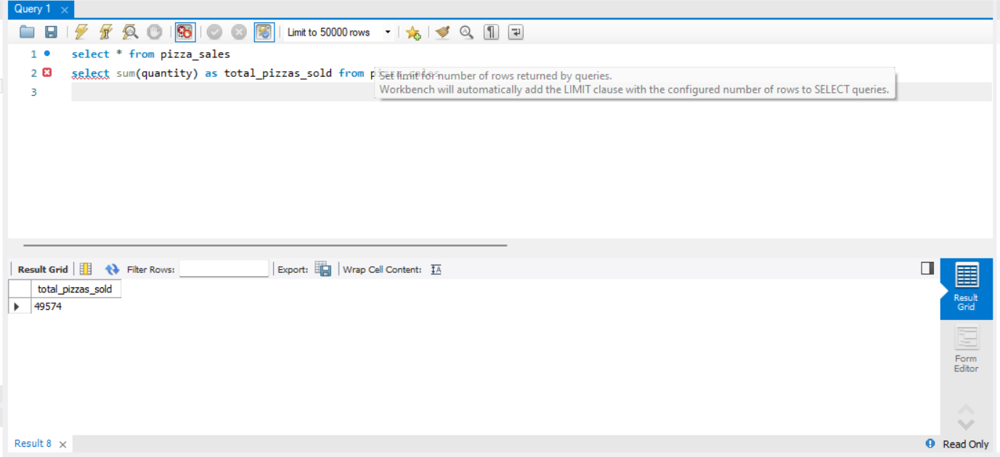 Query 1
Limit to 50000 rows
1 select * from pizza_sales
2 select sum(quantity) as total_pizzas_sold from
3
Set limit for number of rows returned by queries.
Workbench will automatically add the LIMIT clause with the configured number of rows to SELECT queries.
Result Grid Filter Rows: Export: Wrap Cell Content: IA
total_pizzas_sold
49574
Result
Grid
Form
Editor
Result 8 Read Only